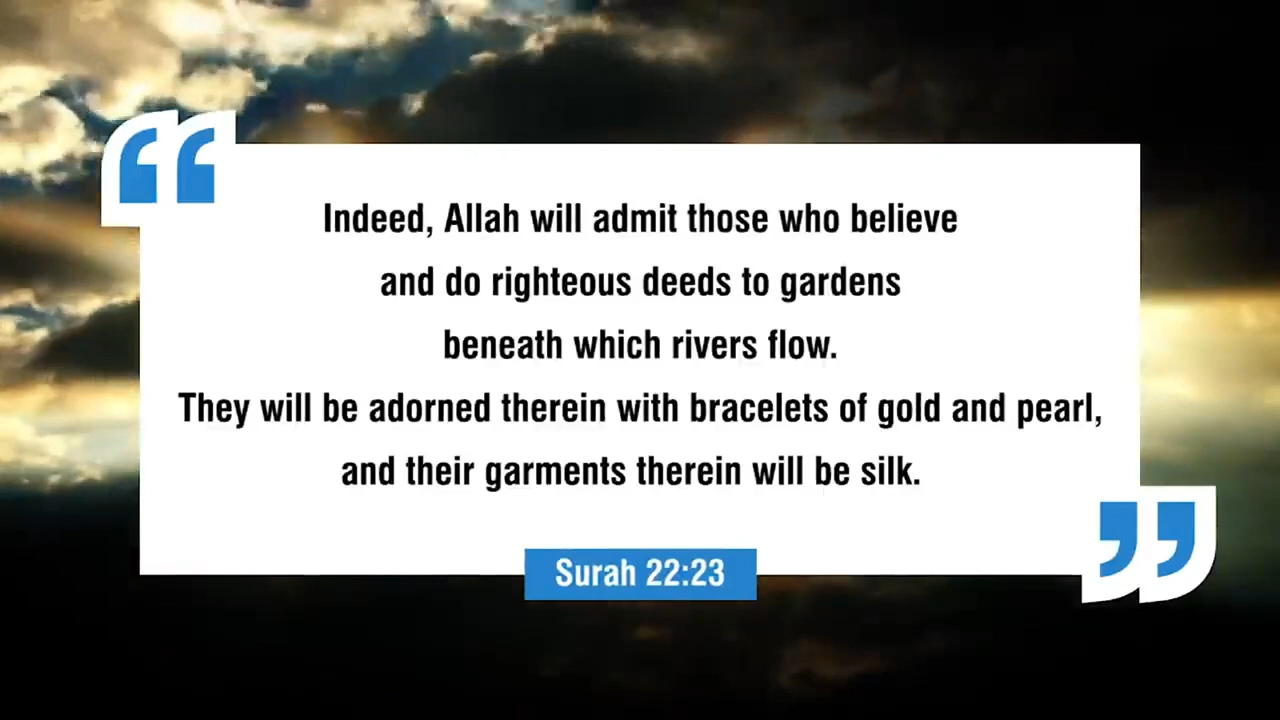 Indeed, Allah will admit those who believe
and do righteous deeds to gardens
beneath which rivers flow.
They will be adorned therein with bracelets of gold and pearl,
and their garments therein will be silk.
Surah 22:23